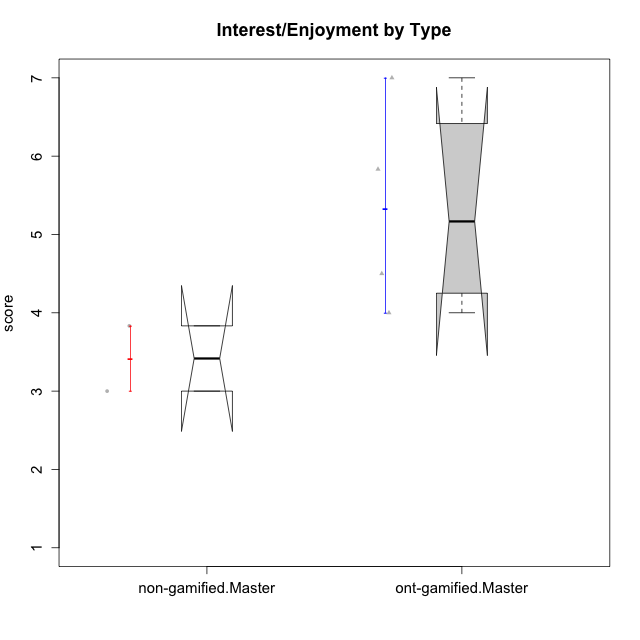 Interest/Enjoyment by Type
score
7
6
5
4
3
2
1
non-gamified.Master
ont-gamified.Master